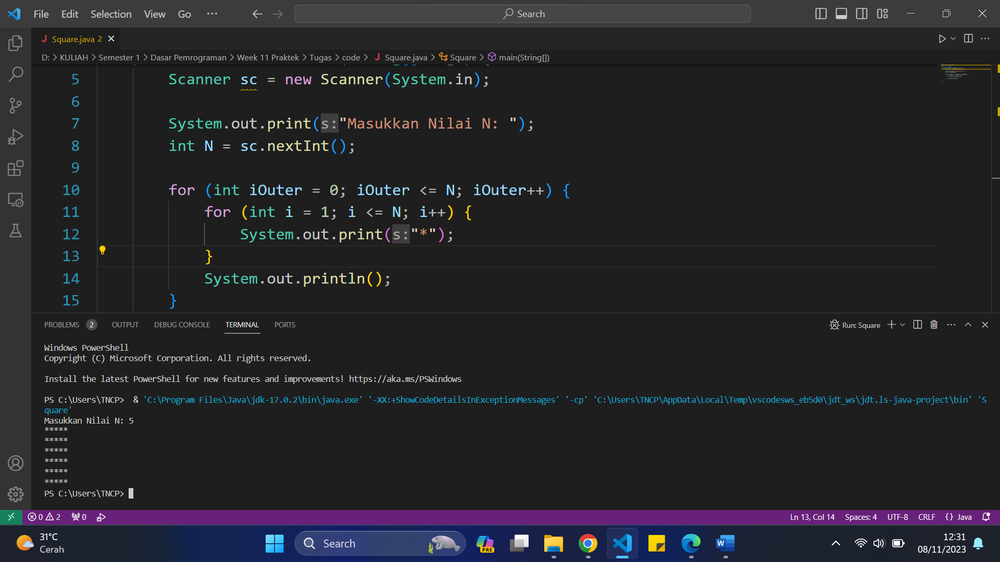 File Edit Selection View Go ··· Search
Square.java 2
D: > KULIAH > Semester 1 > Dasar Pemrograman > Week 11 Praktek > Tugas > code > Square.java > Square > main(String[])
5 Scanner sc = new Scanner(System.in);
6
7 System.out.print(s:"Masukkan Nilai N: ");
8 int N = sc.nextInt();
9
10 for (int iOuter = 0; iOuter <= N; iOuter++) {
11 for (int i = 1; i <= N; i++) {
12 System.out.print(s:"*");
13 }
14 System.out.println();
15 }
PROBLEMS 2 OUTPUT DEBUG CONSOLE TERMINAL PORTS Run: Square
Windows PowerShell
Copyright (C) Microsoft Corporation. All rights reserved.
Install the latest PowerShell for new features and improvements! https://aka.ms/PSWindows
PS C:\Users\TNCP>  & 'C:\Program Files\Java\jdk-17.0.2\bin\java.exe' '-XX:+ShowCodeDetailsInExceptionMessages' '-cp' 'C:\Users\TNCP\AppData\Local\Temp\vscodesws_eb5d0\jdt_ws\jdt.ls-java-project\bin' 'S
quare'
Masukkan Nilai N: 5
*****
*****
*****
*****
*****
*****
PS C:\Users\TNCP>
0 2 0 Ln 13, Col 14 Spaces: 4 UTF-8 CRLF {} Java
31°C
Cerah
Search
PRE
W
12:31
08/11/2023